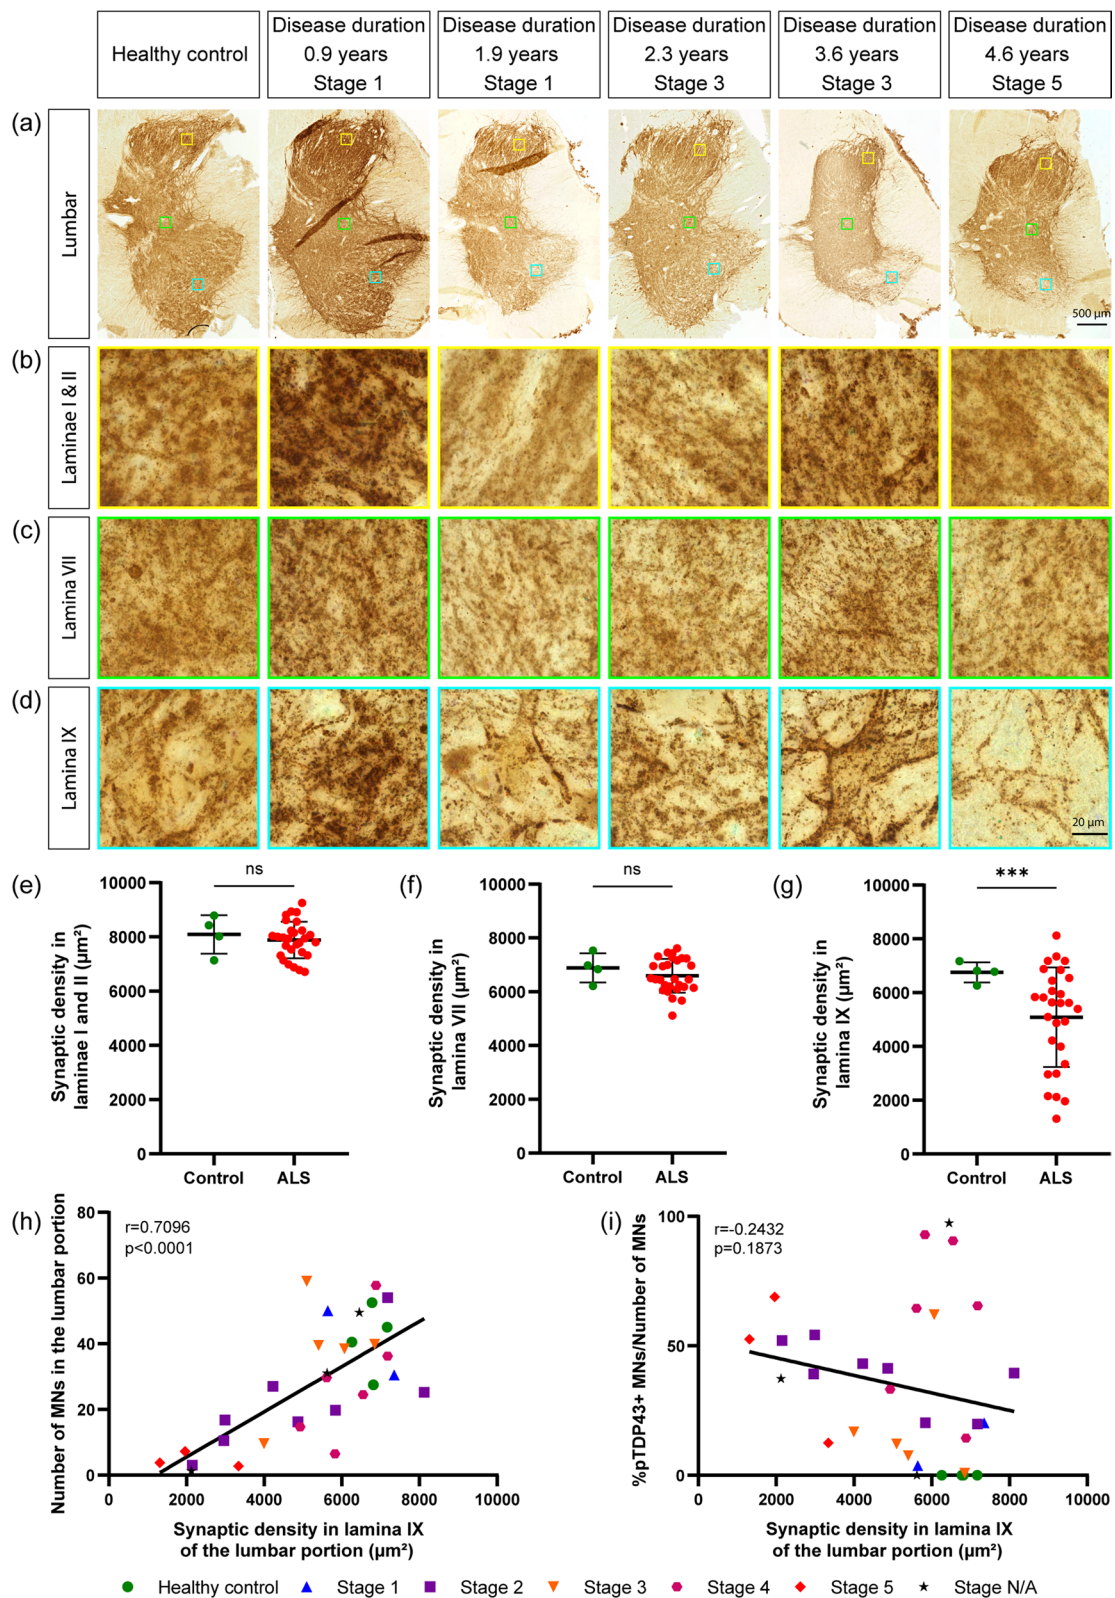 Healthy control
Disease duration
0.9 years
Stage 1
Disease duration
1.9 years
Stage 1
Disease duration
2.3 years
Stage 3
Disease duration
3.6 years
Stage 3
Disease duration
4.6 years
Stage 5
(a)
Lumbar
500 µm
(b)
Laminae I & II
(c)
Lamina VII
(d)
Lamina IX
20 µm
(e)
ns
10000
8000
6000
4000
2000
0
Synaptic density in
laminae I and II (µm²)
Control
ALS
(f)
ns
10000
8000
6000
4000
2000
0
Synaptic density in
lamina VII (µm²)
Control
ALS
(g)
***
10000
8000
6000
4000
2000
0
Synaptic density in
lamina IX (µm²)
Control
ALS
(h)
r=0.7096
p<0.0001
80
60
40
20
0
Number of MNs in the lumbar portion
0
2000
4000
6000
8000
10000
Synaptic density in lamina IX
of the lumbar portion (µm²)
(i)
r=-0.2432
p=0.1873
100
50
0
%pTDP43+ MNs/Number of MNs
0
2000
4000
6000
8000
10000
Synaptic density in lamina IX
of the lumbar portion (µm²)
Healthy control
Stage 1
Stage 2
Stage 3
Stage 4
Stage 5
Stage N/A